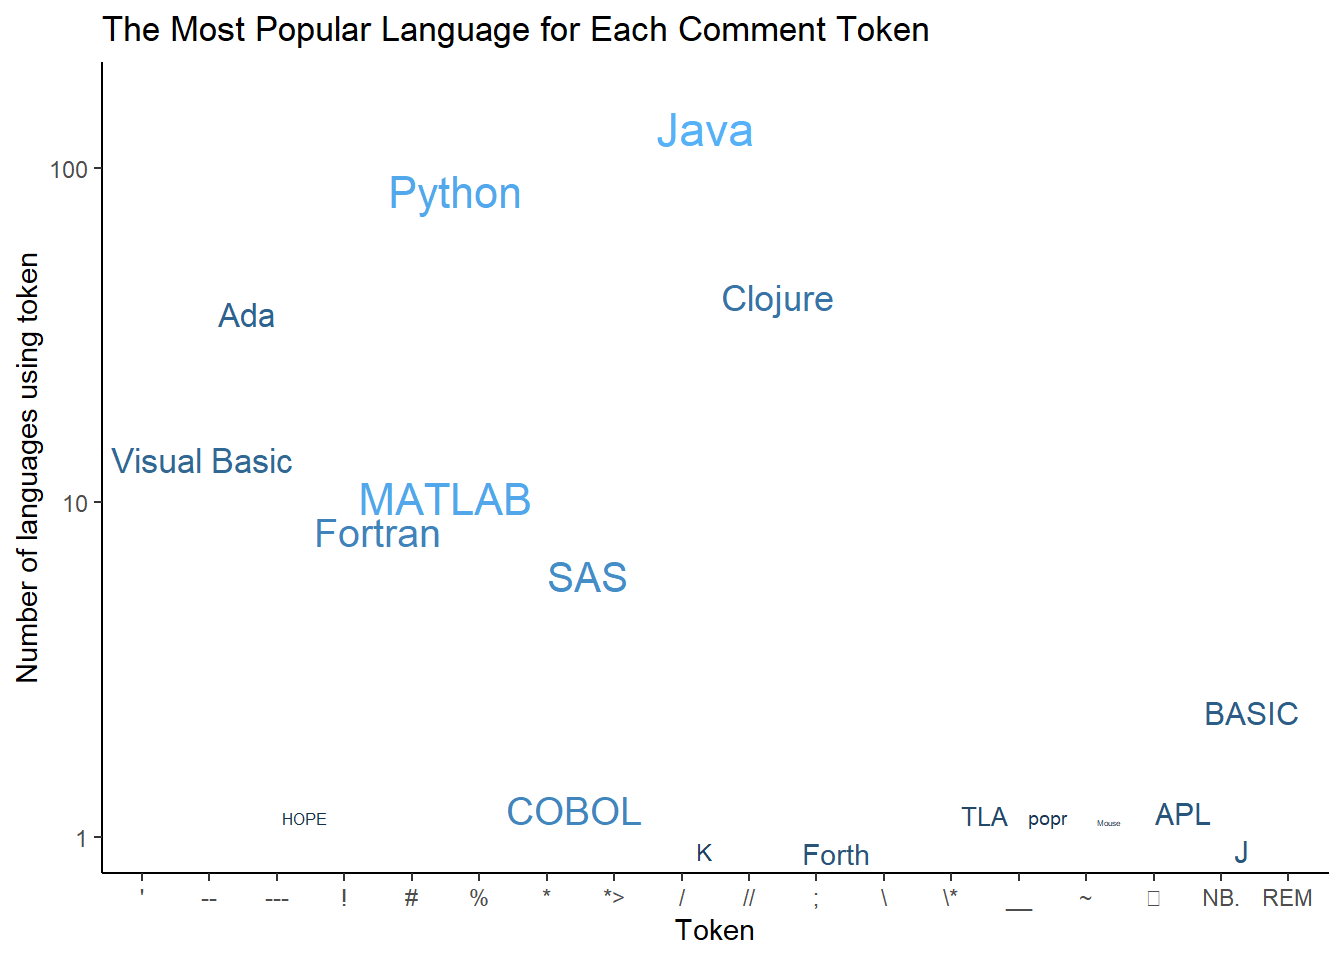 The Most Popular Language for Each Comment Token
Number of languages using token
100
10
1
Java
Python
Clojure
Ada
Visual Basic
MATLAB
Fortran
SAS
BASIC
COBOL
HOPE
TLA
popr
Mouse
APL
K
Forth
J
' -- --- ! # % * *> / // ; \ \* __ ~ NB. REM
Token